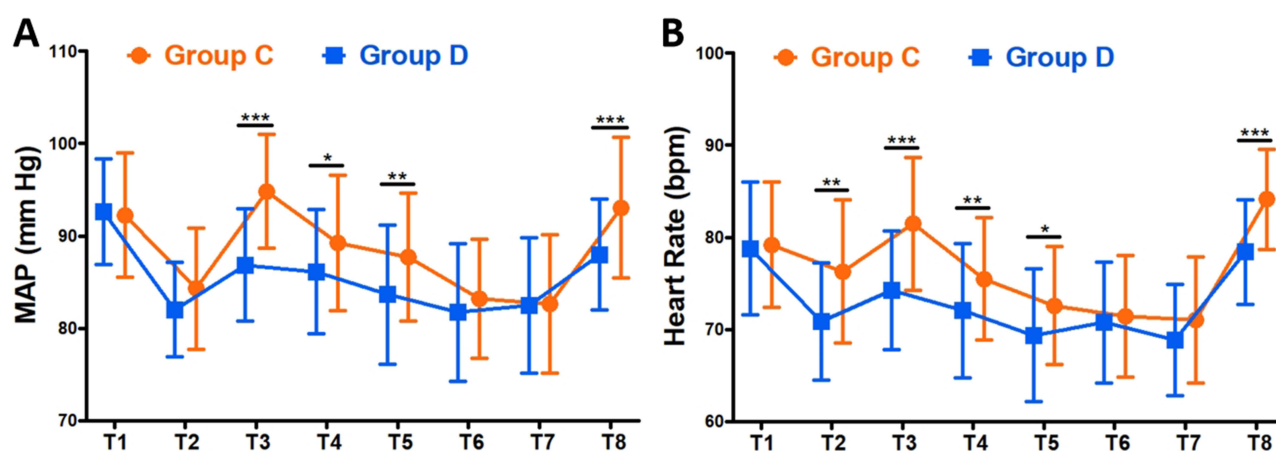 A
Group C Group D
MAP (mm Hg)
110
100
90
80
70
***
*
**
***
T1 T2 T3 T4 T5 T6 T7 T8
B
Group C Group D
Heart Rate (bpm)
100
90
80
70
60
**
***
**
*
***
T1 T2 T3 T4 T5 T6 T7 T8